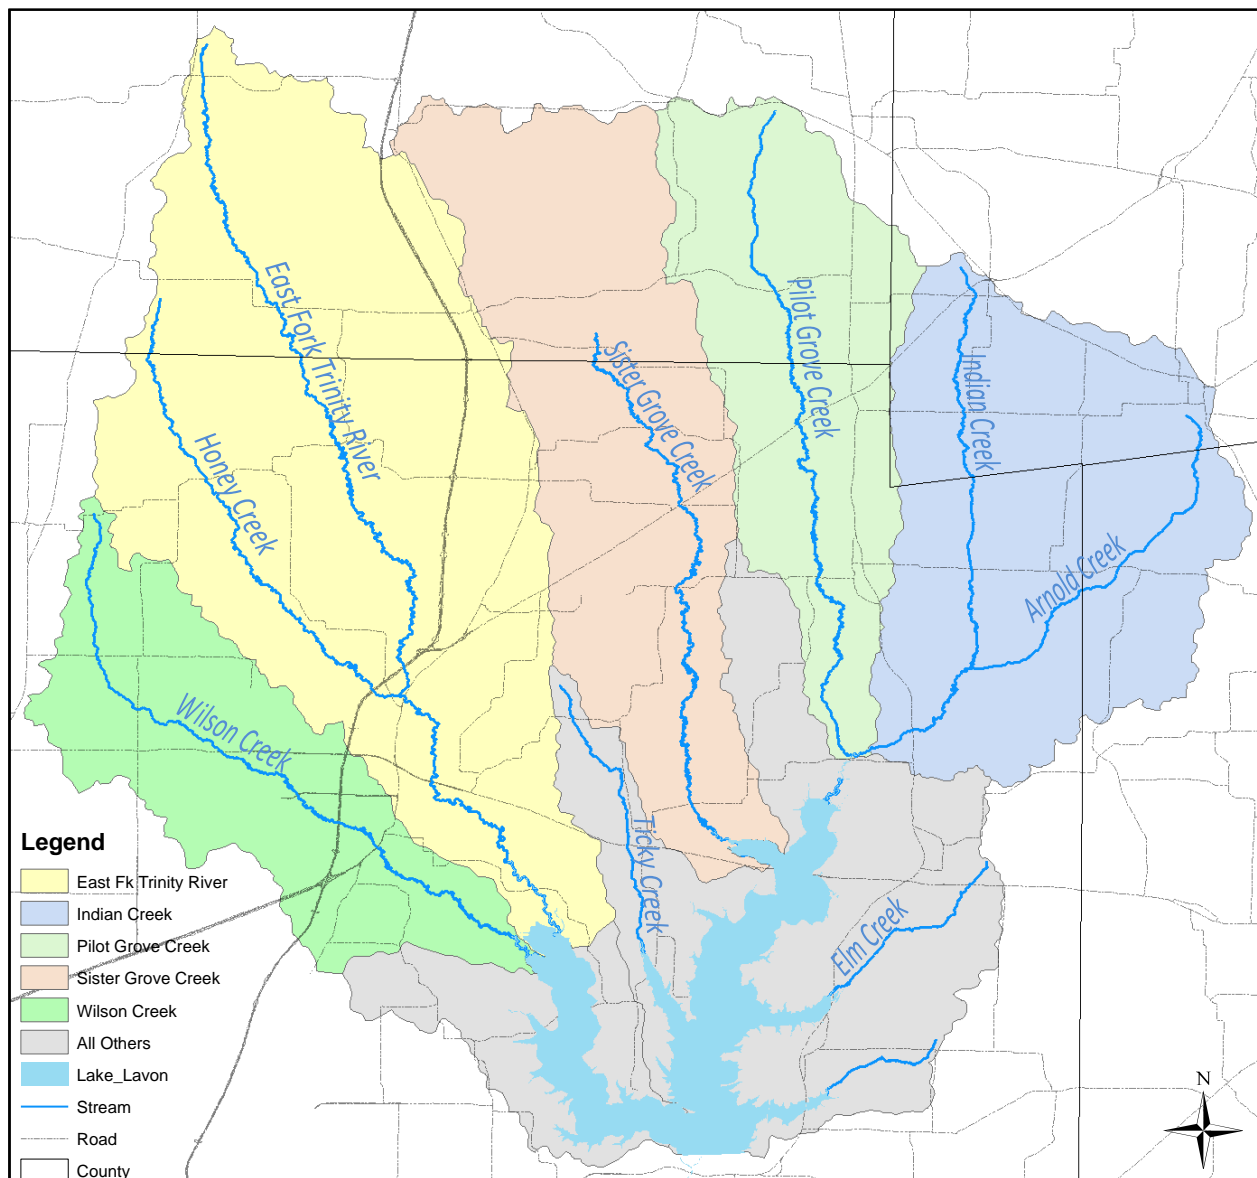 East Fork Trinity River
Pilot Grove Creek
Sister Grove Creek
Indian Creek
Honey Creek
Arnold Creek
Wilson Creek
Ticky Creek
Elm Creek
Legend
East Fk Trinity River
Indian Creek
Pilot Grove Creek
Sister Grove Creek
Wilson Creek
All Others
Lake_Lavon
Stream
Road
County
N